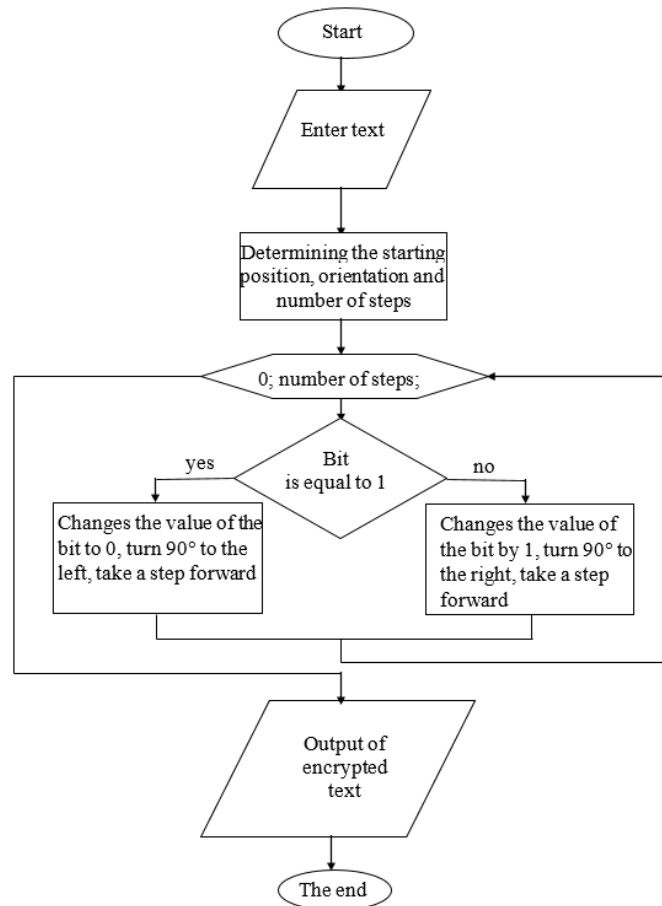 Start
Enter text
Determining the starting
position, orientation and
number of steps
0; number of steps;
Bit
is equal to 1
yes
no
Changes the value of the
bit to 0, turn 90° to the
left, take a step forward
Changes the value of
the bit by 1, turn 90° to
the right, take a step
forward
Output of
encrypted
text
The end